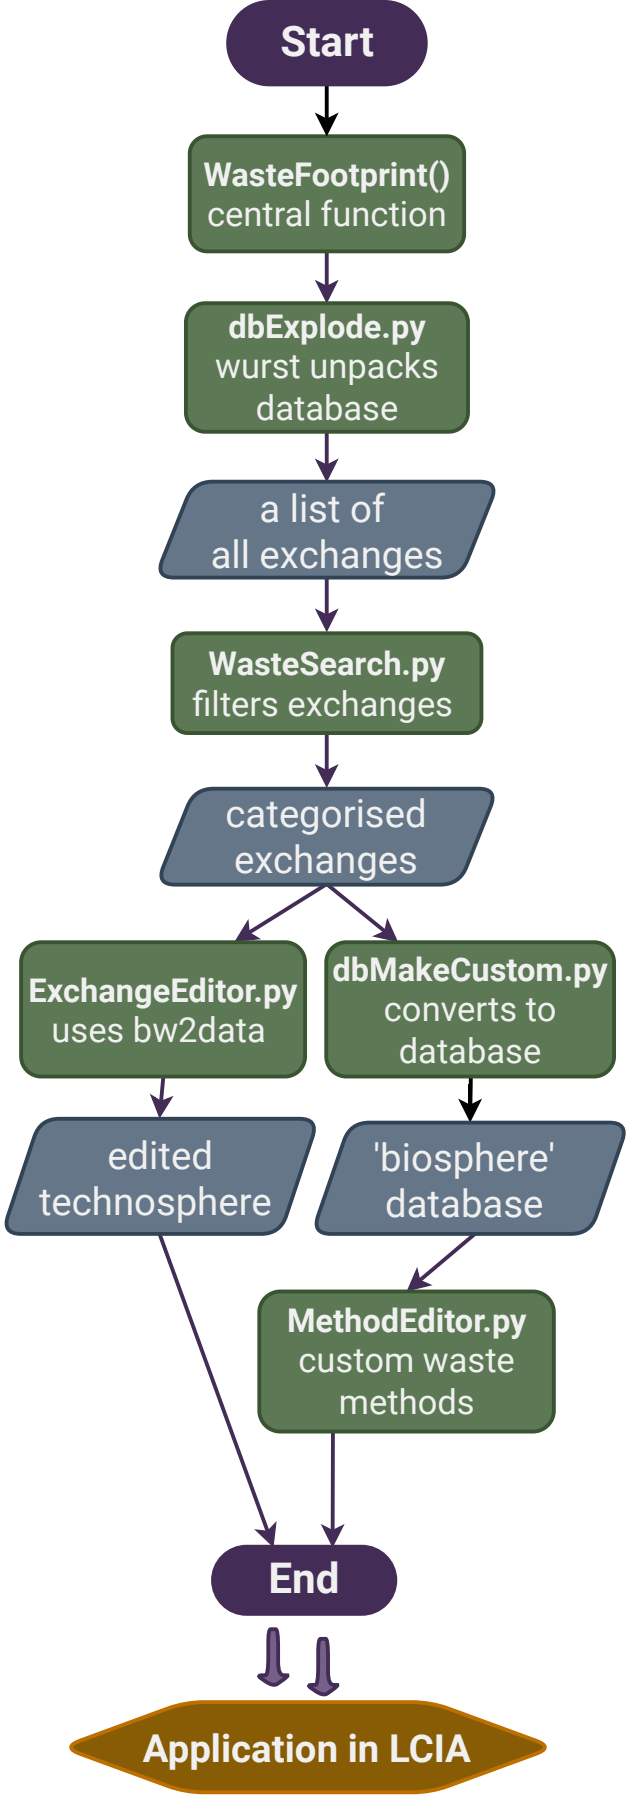 Start
WasteFootprint()
central function
dbExplode.py
wurst unpacks
database
a list of
all exchanges
WasteSearch.py
filters exchanges
categorised
exchanges
ExchangeEditor.py
uses bw2data
dbMakeCustom.py
converts to
database
edited
technosphere
'biosphere'
database
MethodEditor.py
custom waste
methods
End
Application in LCIA